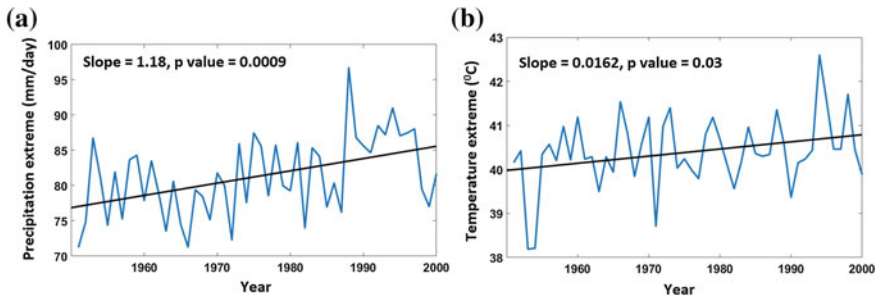 (a)
Slope = 1.18, p value = 0.0009
Precipitation extreme (mm/day)
100
95
90
85
80
75
70
1960
1970
1980
1990
2000
Year
(b)
Slope = 0.0162, p value = 0.03
Temperature extreme (⁰C)
43
42
41
40
39
38
1960
1970
1980
1990
2000
Year